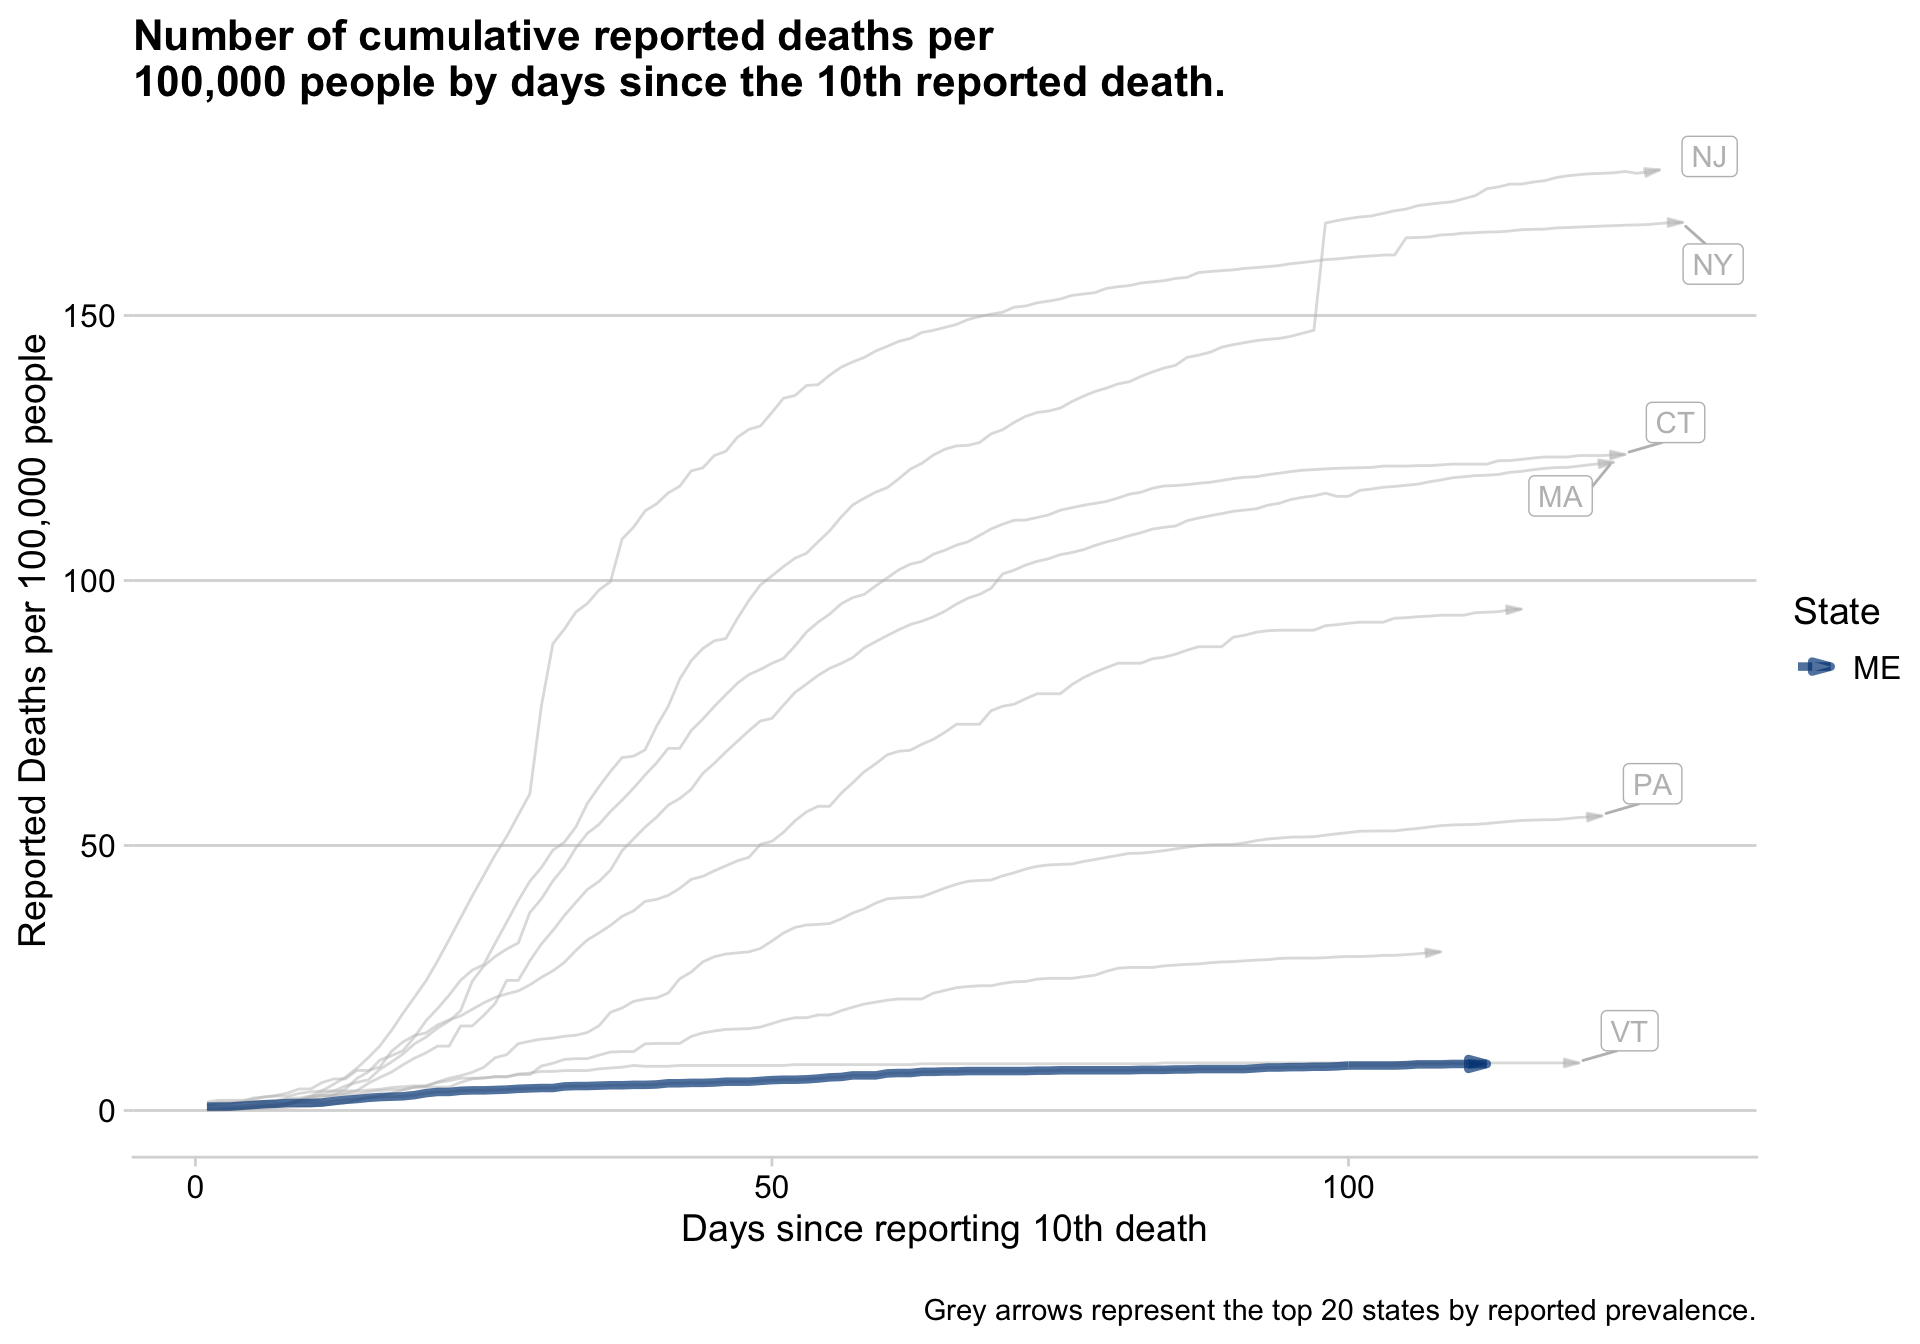 Number of cumulative reported deaths per
100,000 people by days since the 10th reported death.
NJ
NY
150
CT
MA
100
Reported Deaths per 100,000 people
State
ME
PA
50
VT
0
0
50
100
Days since reporting 10th death
Grey arrows represent the top 20 states by reported prevalence.